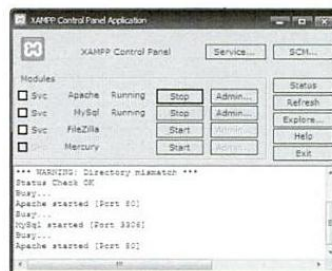 XAMPP Control Panel Application
XAMPP Control Panel
Service...
SCM...
Modules
Svc Apache Running Stop Admin...
Svc MySql Running Stop Admin...
Svc FileZilla Start Admin...
Mercury Start Admin...
Status
Refresh
Explore...
Help
Exit
*** WARNING: Directory mismatch ***
Status Check OK
Busy...
Apache started [Port 80]
Busy...
MySql started [Port 3306]
Busy...
Apache started [Port 80]